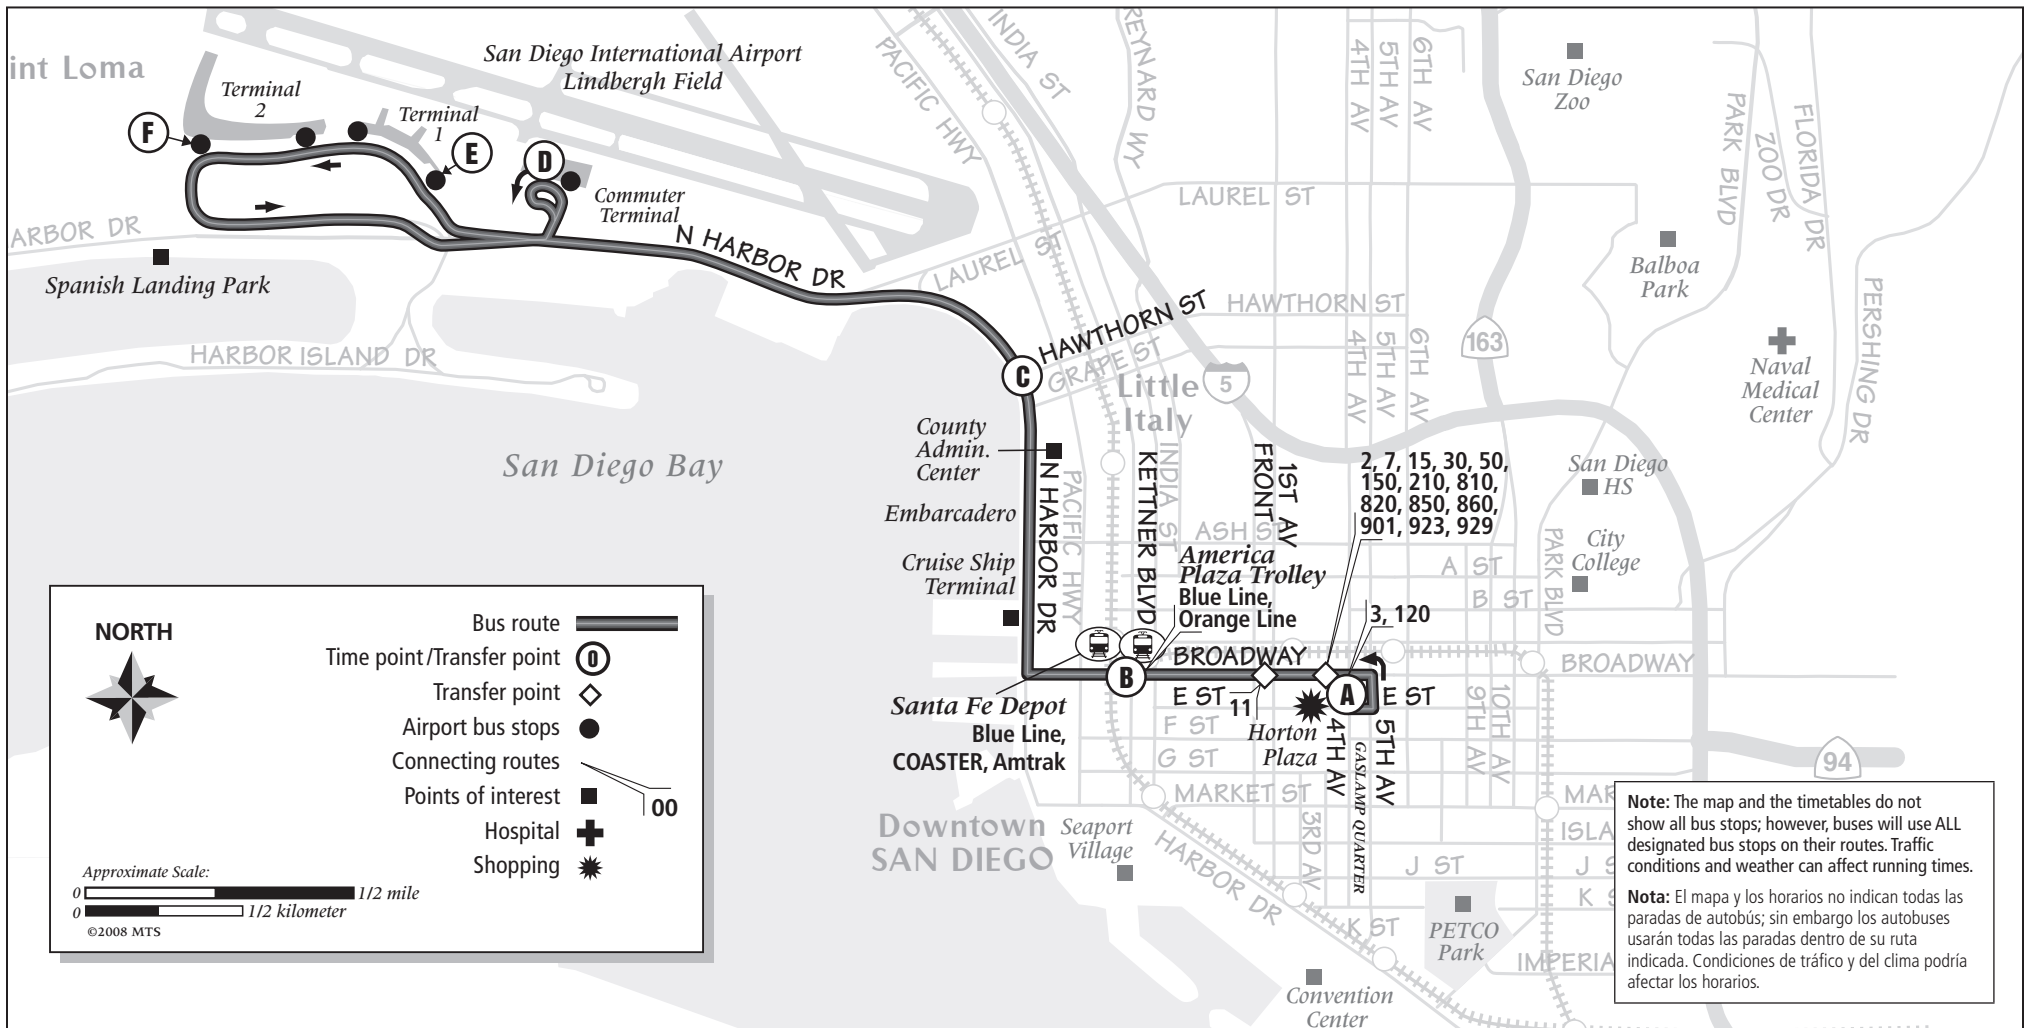 int Loma
Terminal
2
Terminal
1
San Diego International Airport
Lindbergh Field
F
E
D
Commuter
Terminal
N HARBOR DR
ARBOR DR
Spanish Landing Park
HARBOR ISLAND DR
San Diego Bay
PACIFIC HWY
INDIA ST
REYNARD WY
4TH AV
5TH AV
6TH AV
San Diego
Zoo
PARK BLVD
ZOO DR
FLORIDA DR
LAUREL ST
LAUREL ST
Balboa
Park
PERSHING DR
HAWTHORN ST
HAWTHORN ST
GRAPE ST
C
Little
Italy
5
4TH AV
5TH AV
6TH AV
163
Naval
Medical
Center
County
Admin.
Center
Embarcadero
Cruise Ship
Terminal
N HARBOR DR
PACIFIC HWY
KETTNER BLVD
INDIA ST
FRONT
1ST AV
ASH ST
2, 7, 15, 30, 50,
150, 210, 810,
820, 850, 860,
901, 923, 929
San Diego
HS
City
College
PARK BLVD
A ST
B ST
America
Plaza Trolley
Blue Line,
Orange Line
3, 120
BROADWAY
BROADWAY
B
A
E ST
E ST
11
Santa Fe Depot
Blue Line,
COASTER, Amtrak
F ST
G ST
Horton
Plaza
4TH AV
GASLAMP QUARTER
5TH AV
9TH AV
10TH AV
94
MARKET ST
MAR
3RD AV
ISLA
Downtown
SAN DIEGO
Seaport
Village
HARBOR DR
J ST
J S
K S
K ST
PETCO
Park
IMPERIA
Convention
Center
NORTH
Bus route
Time point/Transfer point
0
Transfer point
Airport bus stops
Connecting routes
00
Points of interest
Hospital
Shopping
Approximate Scale:
0
1/2 mile
0
1/2 kilometer
©2008 MTS
Note: The map and the timetables do not
show all bus stops; however, buses will use ALL
designated bus stops on their routes. Traffic
conditions and weather can affect running times.
Nota: El mapa y los horarios no indican todas las
paradas de autobús; sin embargo los autobuses
usarán todas las paradas dentro de su ruta
indicada. Condiciones de tráfico y del clima podría
afectar los horarios.